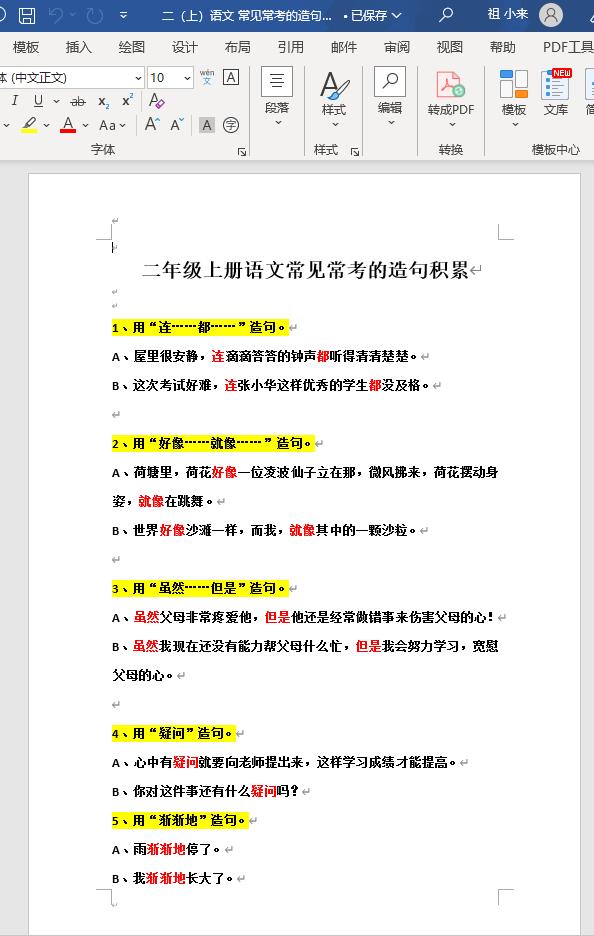 二（上）语文 常见常考的造句... • 已保存
祖 小来
模板 插入 绘图 设计 布局 引用 邮件 审阅 视图 帮助 PDF工具
体 (中文正文) 10 wén 文 A
I U ab x₂ x² A 段落 样式 编辑 转成PDF 模板 NEW 文库
A Aa A A A 字
字体 样式 转换 模板中心
二年级上册语文常见常考的造句积累
1、用“连……都……”造句。
A、屋里很安静，连滴滴答答的钟声都听得清清楚楚。
B、这次考试好难，连张小华这样优秀的学生都没及格。
2、用“好像……就像……”造句。
A、荷塘里，荷花好像一位凌波仙子立在那，微风拂来，荷花摆动身
姿，就像在跳舞。
B、世界好像沙滩一样，而我，就像其中的一颗沙粒。
3、用“虽然……但是”造句。
A、虽然父母非常疼爱他，但是他还是经常做错事来伤害父母的心！
B、虽然我现在还没有能力帮父母什么忙，但是我会努力学习，宽慰
父母的心。
4、用“疑问”造句。
A、心中有疑问就要向老师提出来，这样学习成绩才能提高。
B、你对这件事还有什么疑问吗？
5、用“渐渐地”造句。
A、雨渐渐地停了。
B、我渐渐地长大了。